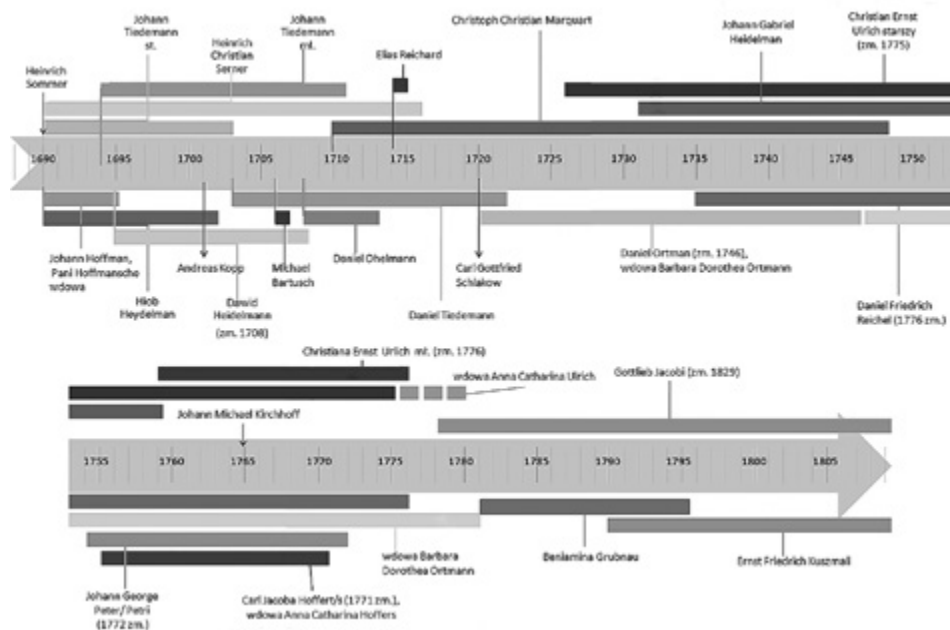 Johann
Tiedemann
st.
Heinrich
Christian
Serner
Johann
Tiedemann
mł.
Christoph Christian Marquart
Johann Gabriel
Heidelman
Christian Ernst
Ulrich starszy
(zm. 1775)
Heinrich
Sommer
Elias Reichard
1690 1695 1700 1705 1710 1715 1720 1725 1730 1735 1740 1745 1750
Johann Hoffman,
Pani Hoffmansche
wdowa
Hiob
Heydelman
Andreas Kopp
Dawid
Heidelmann
(zm. 1708)
Michael
Bartusch
Daniel Dhelmann
Daniel Tiedemann
Carl Gottfried
Schlakow
Daniel Ortman (zm. 1746),
wdowa Barbara Dorothea Ortmann
Daniel Friedrich
Reichel (1776 zm.)
Christiana Ernst Urlich mł. (zm. 1776)
wdowa Anna Catharina Ulrich
Gottlieb Jacobi (zm. 1829)
Johann Michael Kirchhoff
1755 1760 1765 1770 1775 1780 1785 1790 1795 1800 1805
wdowa Barbara
Dorothea Ortmann
Beniamina Grubnau
Ernst Friedrich Kuszmali
Johann George
Peter/ Petrii
(1772 zm.)
Carl Jacoba Hoffert/s (1771 zm.),
wdowa Anna Catharina Hoffers